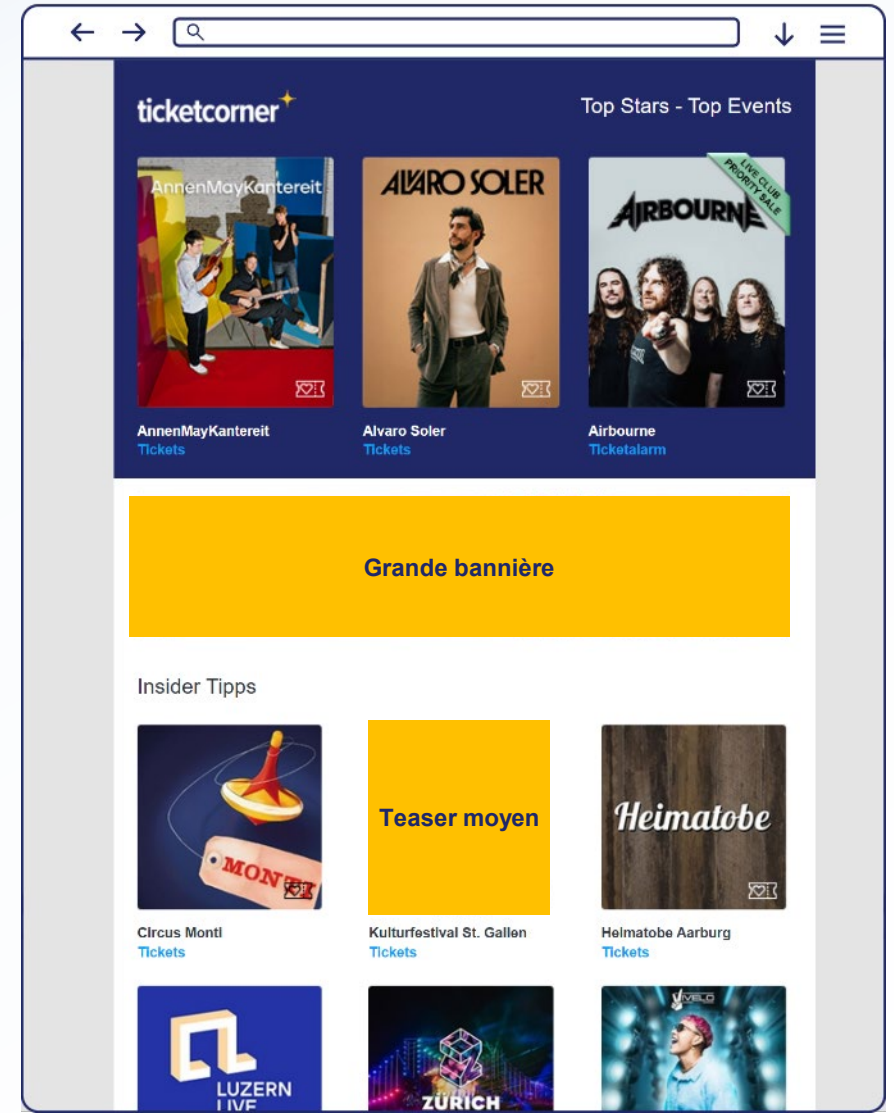 ticketcorner
Top Stars - Top Events
AnnenMayKantereit
ALVARO SOLER
LIVE CLUB
PRIORITY SALE
AIRBOURNE
AnnenMayKantereit
Alvaro Soler
Airbourne
Tickets
Tickets
Ticketalarm
Grande bannière
Insider Tipps
MONTI
Teaser moyen
Heimatobe
Circus Monti
Kulturfestival St. Gallen
Heimatobe Aarburg
Tickets
Tickets
Tickets
LUZERN
LIVE
ZÜRICH
VIVELO